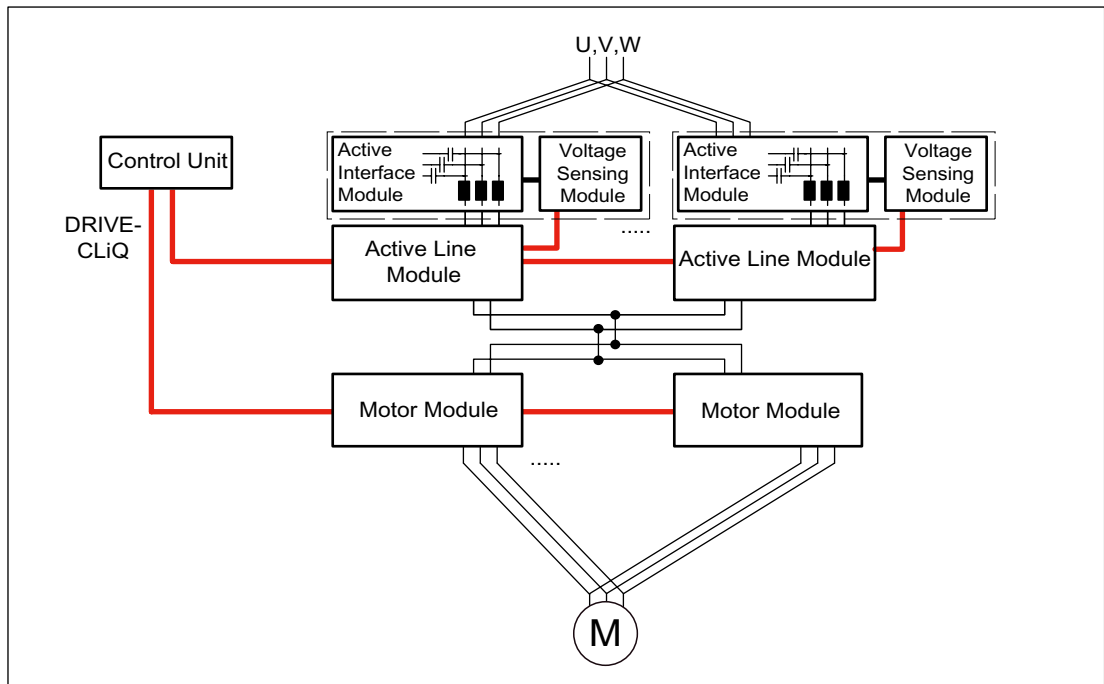 U,V,W
Control Unit
DRIVE-
CLiQ
Active
Interface
Module
Voltage
Sensing
Module
Active
Interface
Module
Voltage
Sensing
Module
.....
Active Line
Module
Active Line Module
Motor Module
Motor Module
.....
M